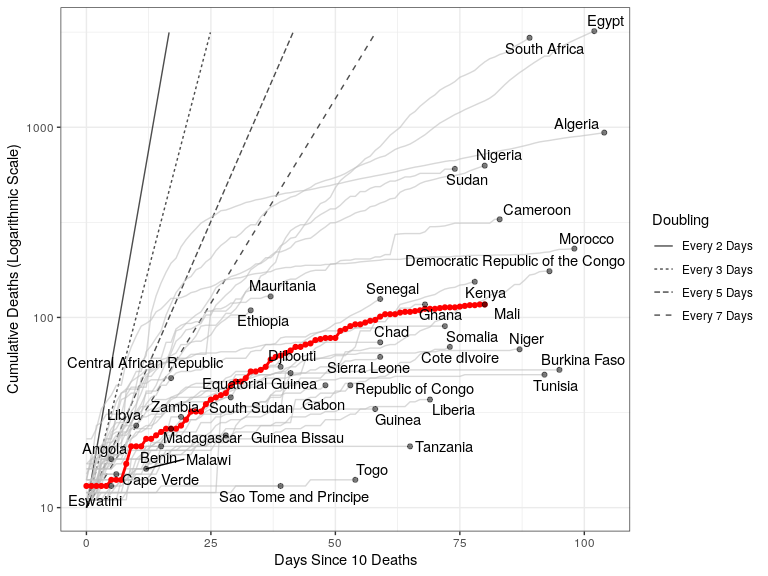 Egypt
South Africa
Algeria
Nigeria
Sudan
Cameroon
Morocco
Democratic Republic of the Congo
Mauritania
Senegal
Kenya
Ethiopia
Ghana
Mali
Chad
Somalia
Niger
Central African Republic
Djibouti
Cote dIvoire
Burkina Faso
Sierra Leone
Equatorial Guinea
Republic of Congo
Tunisia
Libya
Zambia
South Sudan
Gabon
Liberia
Guinea
Angola
Madagascar
Guinea Bissau
Tanzania
Benin
Malawi
Cape Verde
Togo
Eswatini
Sao Tome and Principe
1000
100
10
0
25
50
75
100
Days Since 10 Deaths
Cumulative Deaths (Logarithmic Scale)
Doubling
Every 2 Days
Every 3 Days
Every 5 Days
Every 7 Days